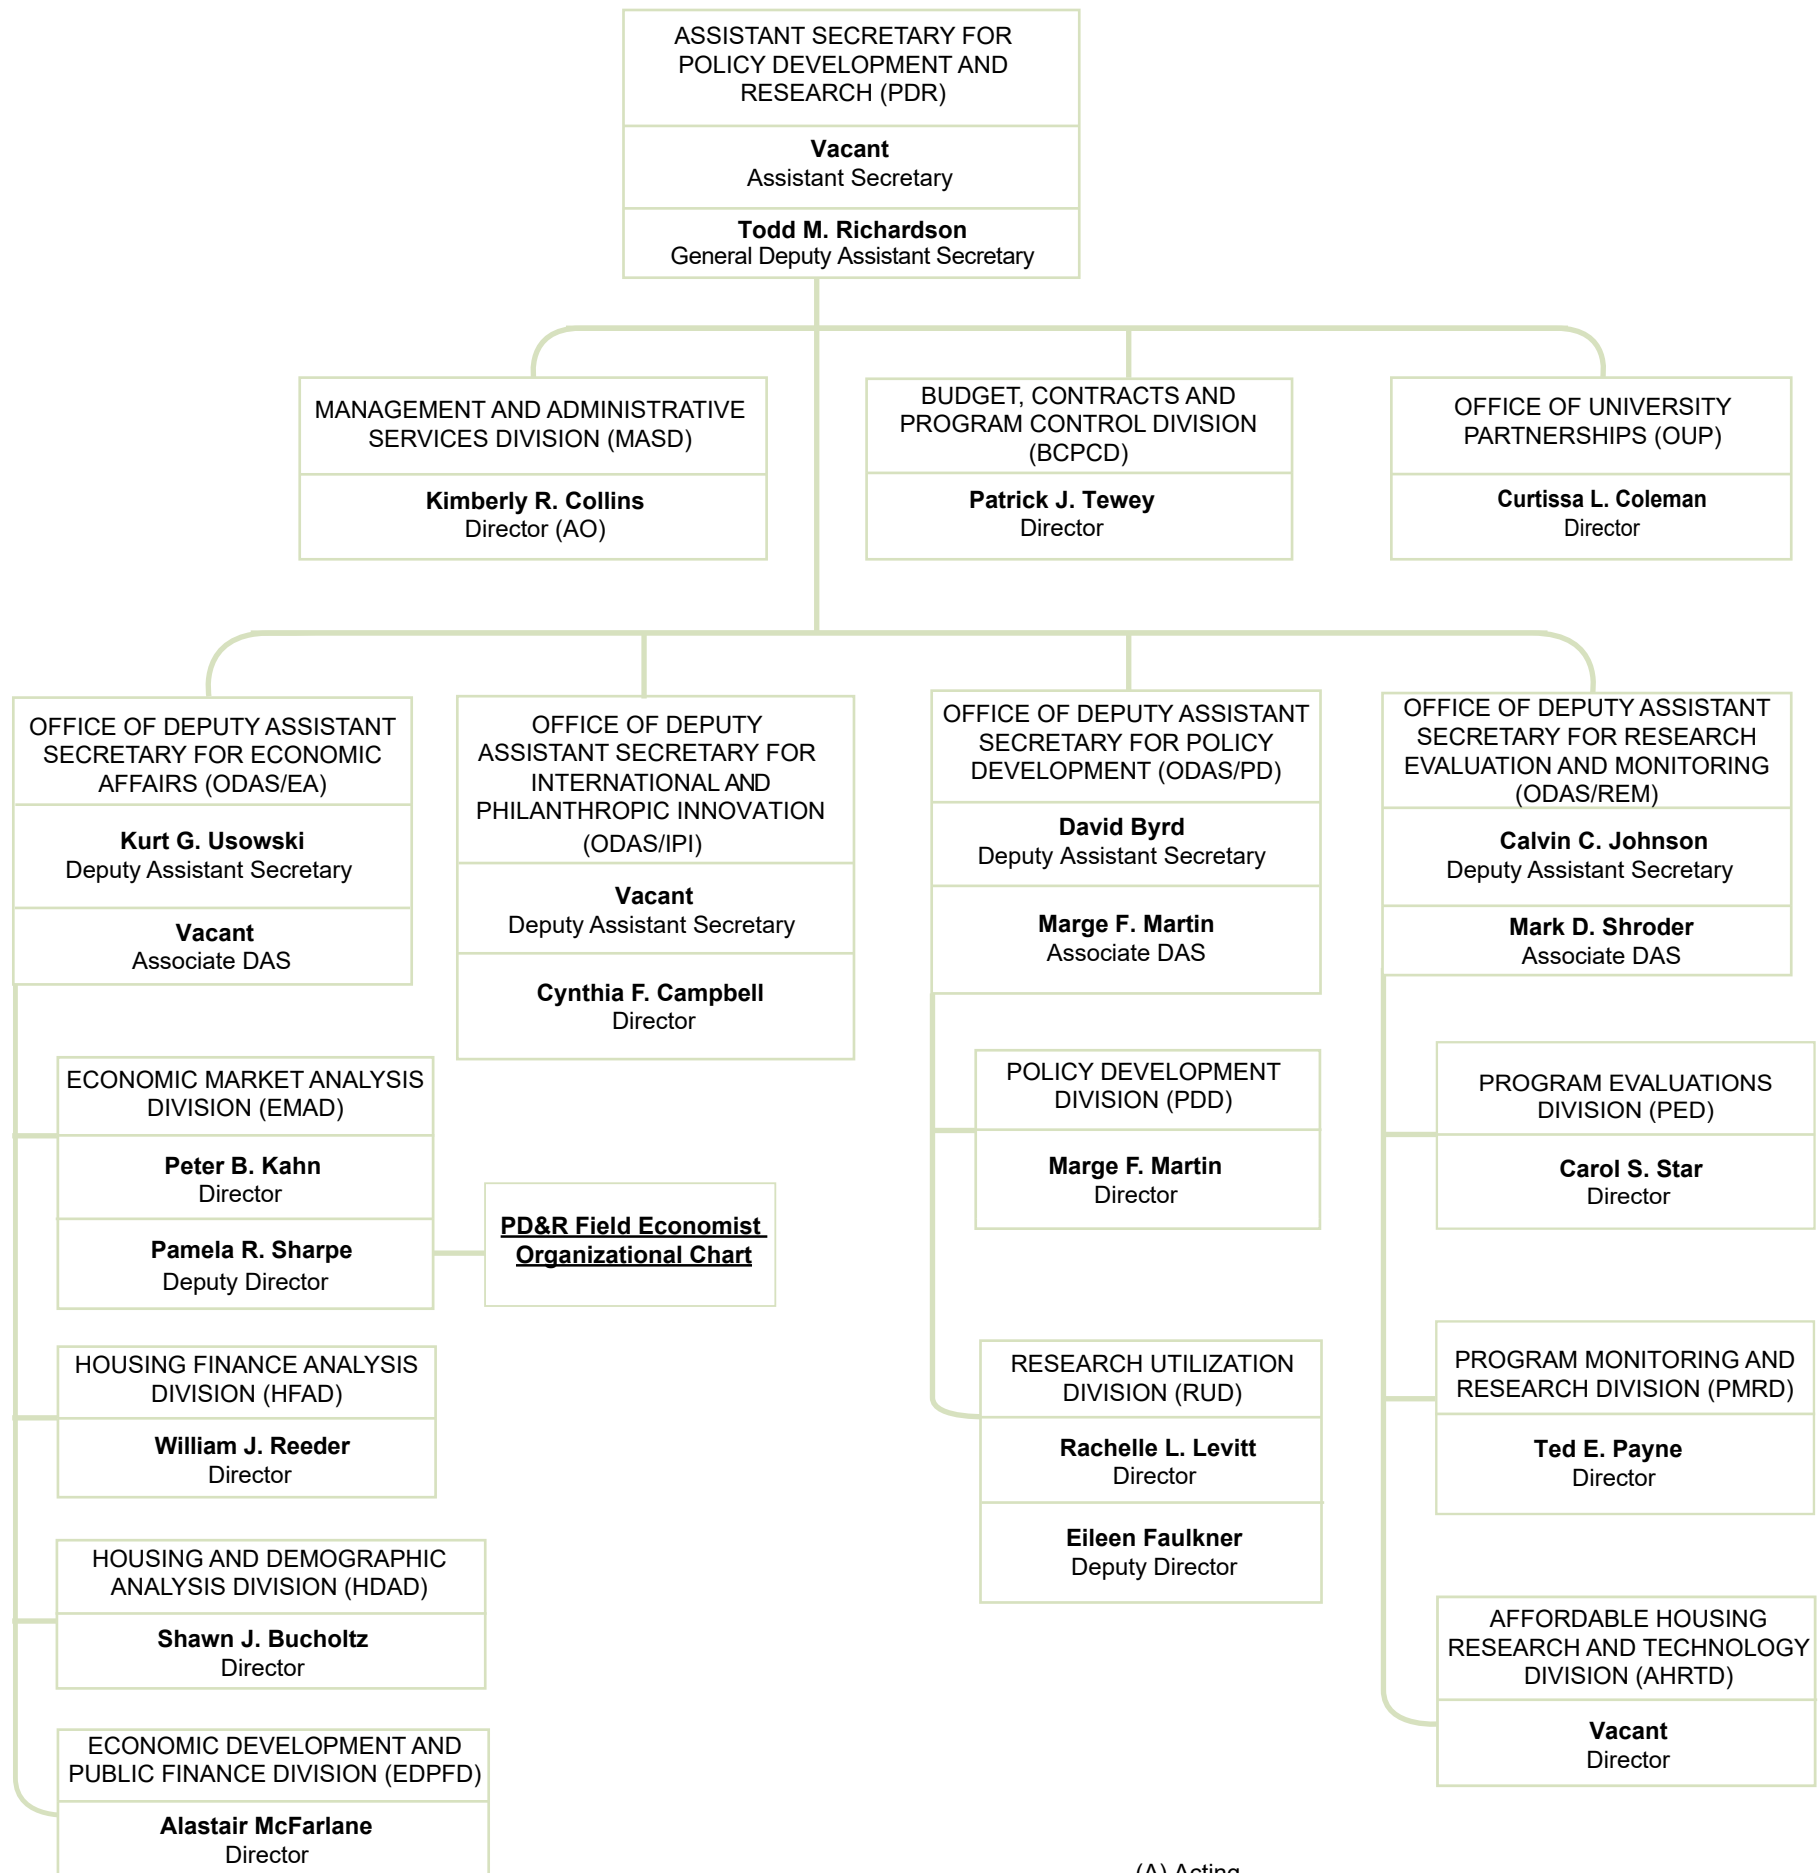 ASSISTANT SECRETARY FOR
POLICY DEVELOPMENT AND
RESEARCH (PDR)
Vacant
Assistant Secretary
Todd M. Richardson
General Deputy Assistant Secretary
MANAGEMENT AND ADMINISTRATIVE
SERVICES DIVISION (MASD)
Kimberly R. Collins
Director (AO)
BUDGET, CONTRACTS AND
PROGRAM CONTROL DIVISION
(BCPCD)
Patrick J. Tewey
Director
OFFICE OF UNIVERSITY
PARTNERSHIPS (OUP)
Curtissa L. Coleman
Director
OFFICE OF DEPUTY ASSISTANT
SECRETARY FOR ECONOMIC
AFFAIRS (ODAS/EA)
Kurt G. Usowski
Deputy Assistant Secretary
Vacant
Associate DAS
ECONOMIC MARKET ANALYSIS
DIVISION (EMAD)
Peter B. Kahn
Director
Pamela R. Sharpe
Deputy Director
PD&R Field Economist
Organizational Chart
HOUSING FINANCE ANALYSIS
DIVISION (HFAD)
William J. Reeder
Director
HOUSING AND DEMOGRAPHIC
ANALYSIS DIVISION (HDAD)
Shawn J. Bucholtz
Director
ECONOMIC DEVELOPMENT AND
PUBLIC FINANCE DIVISION (EDPFD)
Alastair McFarlane
Director
OFFICE OF DEPUTY
ASSISTANT SECRETARY FOR
INTERNATIONAL AND
PHILANTHROPIC INNOVATION
(ODAS/IPI)
Vacant
Deputy Assistant Secretary
Cynthia F. Campbell
Director
OFFICE OF DEPUTY ASSISTANT
SECRETARY FOR POLICY
DEVELOPMENT (ODAS/PD)
David Byrd
Deputy Assistant Secretary
Marge F. Martin
Associate DAS
POLICY DEVELOPMENT
DIVISION (PDD)
Marge F. Martin
Director
RESEARCH UTILIZATION
DIVISION (RUD)
Rachelle L. Levitt
Director
Eileen Faulkner
Deputy Director
OFFICE OF DEPUTY ASSISTANT
SECRETARY FOR RESEARCH
EVALUATION AND MONITORING
(ODAS/REM)
Calvin C. Johnson
Deputy Assistant Secretary
Mark D. Shroder
Associate DAS
PROGRAM EVALUATIONS
DIVISION (PED)
Carol S. Star
Director
PROGRAM MONITORING AND
RESEARCH DIVISION (PMRD)
Ted E. Payne
Director
AFFORDABLE HOUSING
RESEARCH AND TECHNOLOGY
DIVISION (AHRTD)
Vacant
Director
(A) Acting